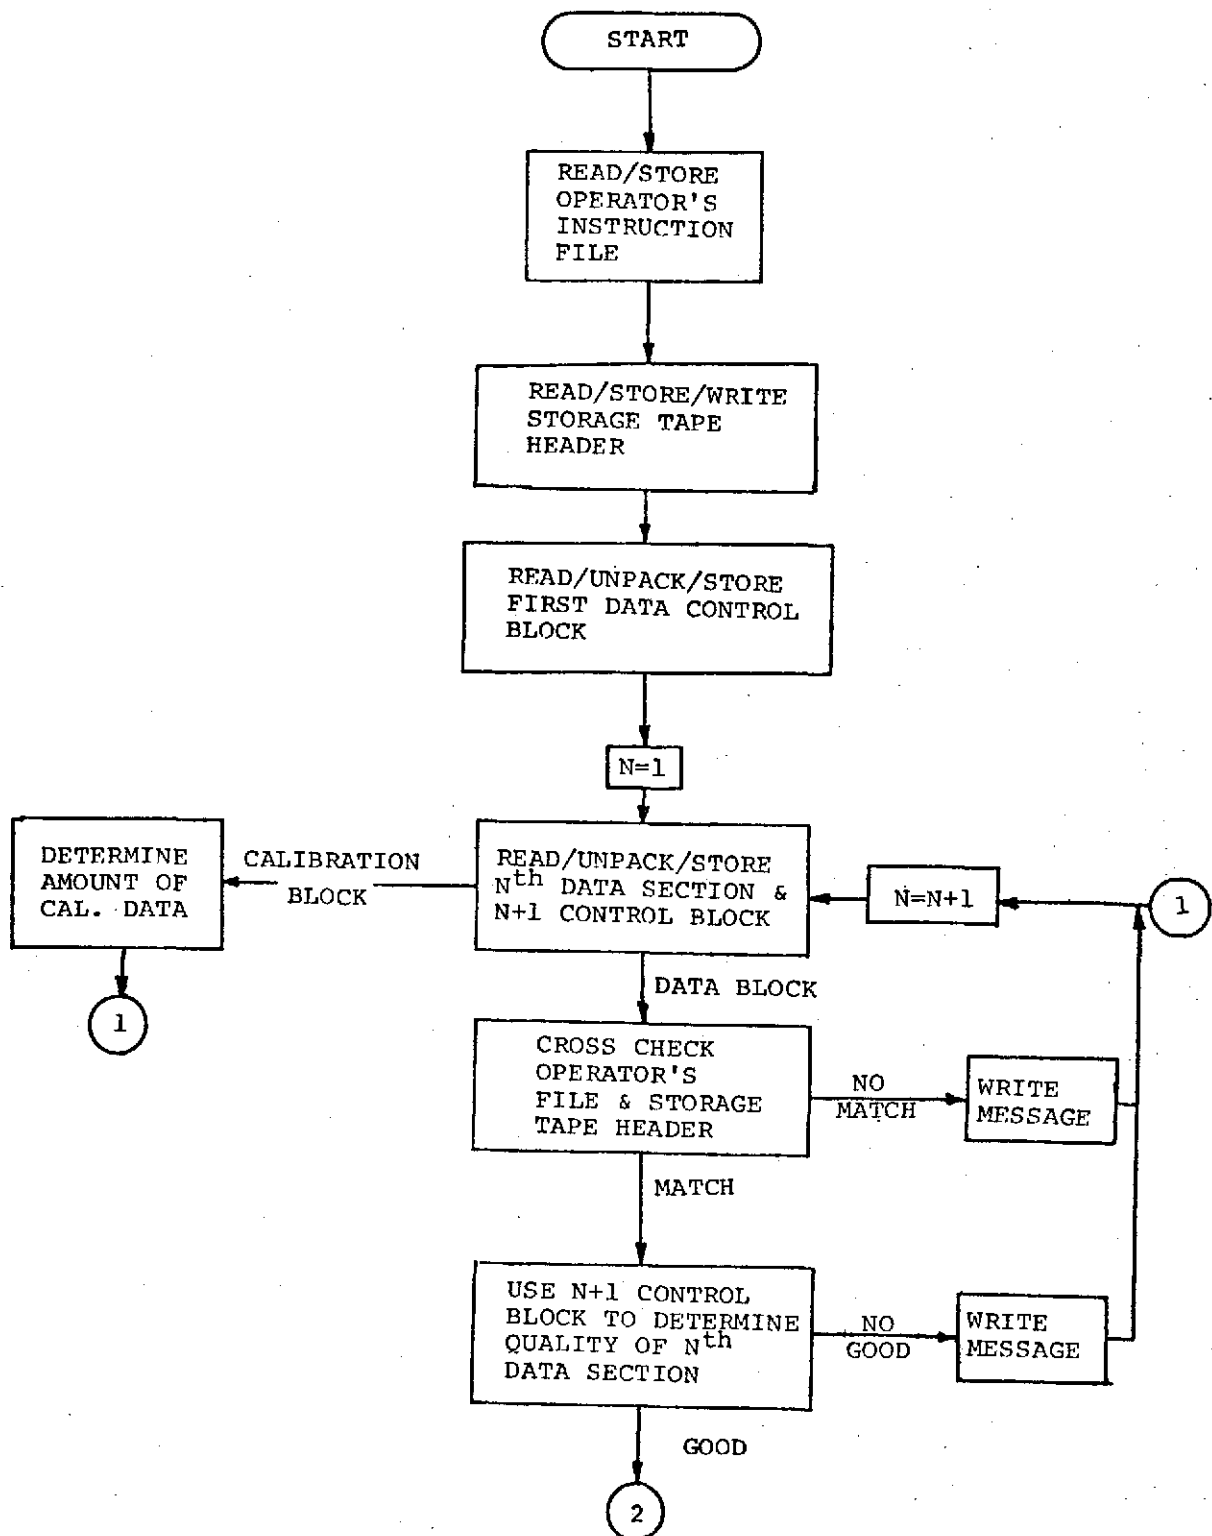 START
READ/STORE
OPERATOR'S
INSTRUCTION
FILE
READ/STORE/WRITE
STORAGE TAPE
HEADER
READ/UNPACK/STORE
FIRST DATA CONTROL
BLOCK
N=1
DETERMINE
AMOUNT OF
CAL. DATA
CALIBRATION
BLOCK
READ/UNPACK/STORE
Nth DATA SECTION &
N+1 CONTROL BLOCK
N=N+1
1
1
DATA BLOCK
CROSS CHECK
OPERATOR'S
FILE & STORAGE
TAPE HEADER
NO
MATCH
WRITE
MESSAGE
MATCH
USE N+1 CONTROL
BLOCK TO DETERMINE
QUALITY OF Nth
DATA SECTION
NO
GOOD
WRITE
MESSAGE
GOOD
2